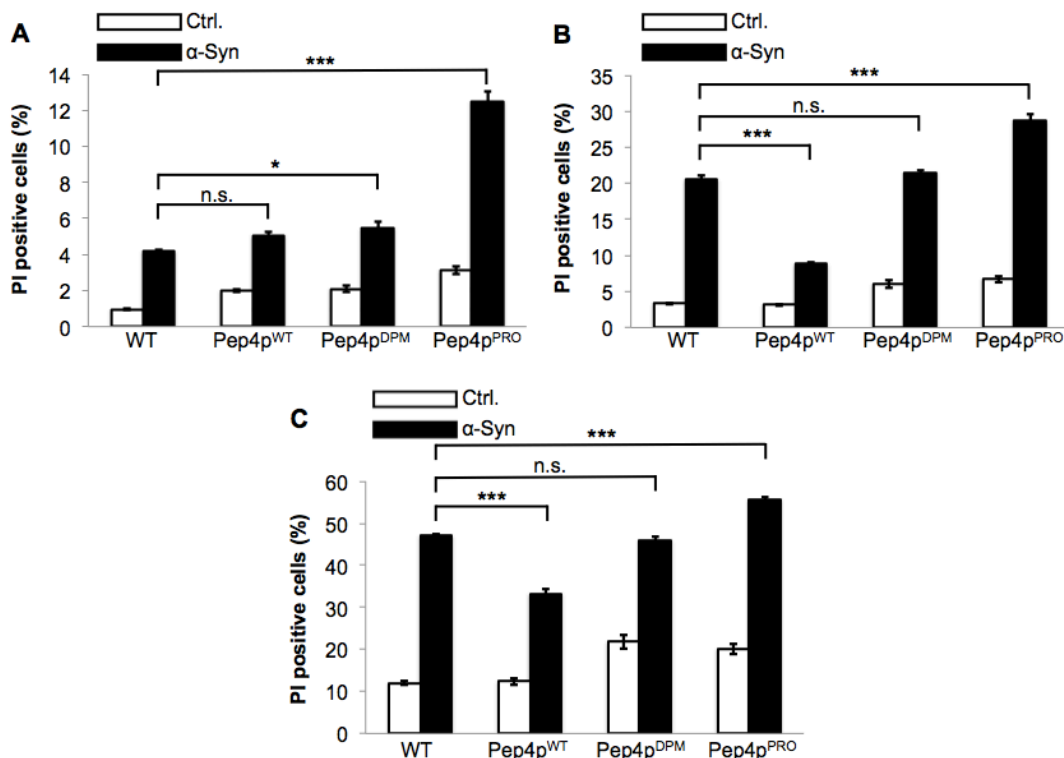 A
Ctrl.
α-Syn
PI positive cells (%)
14
12
10
8
6
4
2
0
***
*
n.s.
WT Pep4pᵂᵀ Pep4pᴰᴾᴹ Pep4pᴾᴿᴼ
B
Ctrl.
α-Syn
PI positive cells (%)
35
30
25
20
15
10
5
0
***
n.s.
***
WT Pep4pᵂᵀ Pep4pᴰᴾᴹ Pep4pᴾᴿᴼ
C
Ctrl.
α-Syn
PI positive cells (%)
60
50
40
30
20
10
0
***
n.s.
***
WT Pep4pᵂᵀ Pep4pᴰᴾᴹ Pep4pᴾᴿᴼ